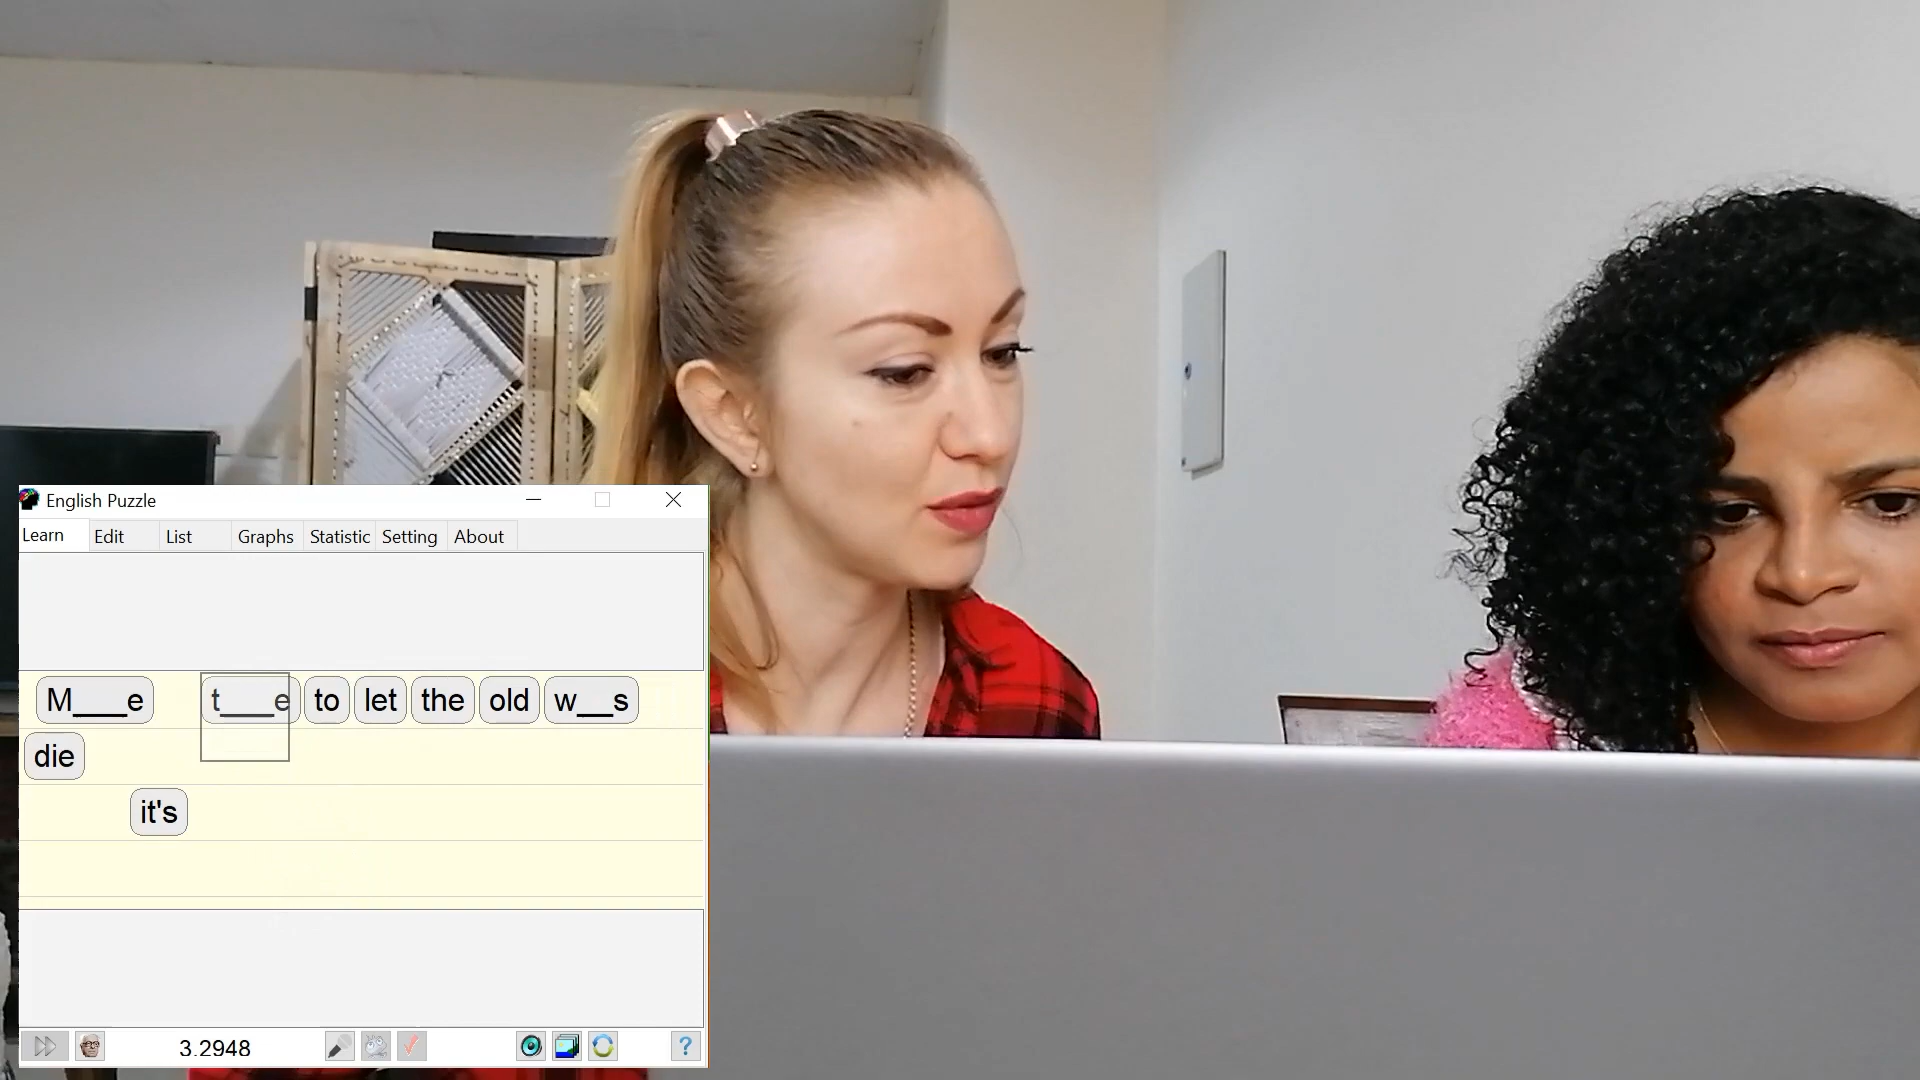 English Puzzle
Learn Edit List Graphs Statistic Setting About
M___e t___e to let the old w__s
die
it's
3.2948
?